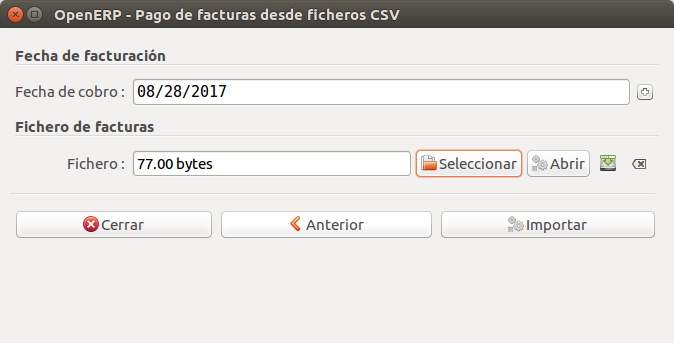 OpenERP - Pago de facturas desde ficheros CSV
Fecha de facturación
Fecha de cobro : 08/28/2017
Fichero de facturas
Fichero : 77.00 bytes Seleccionar Abrir
Cerrar Anterior Importar